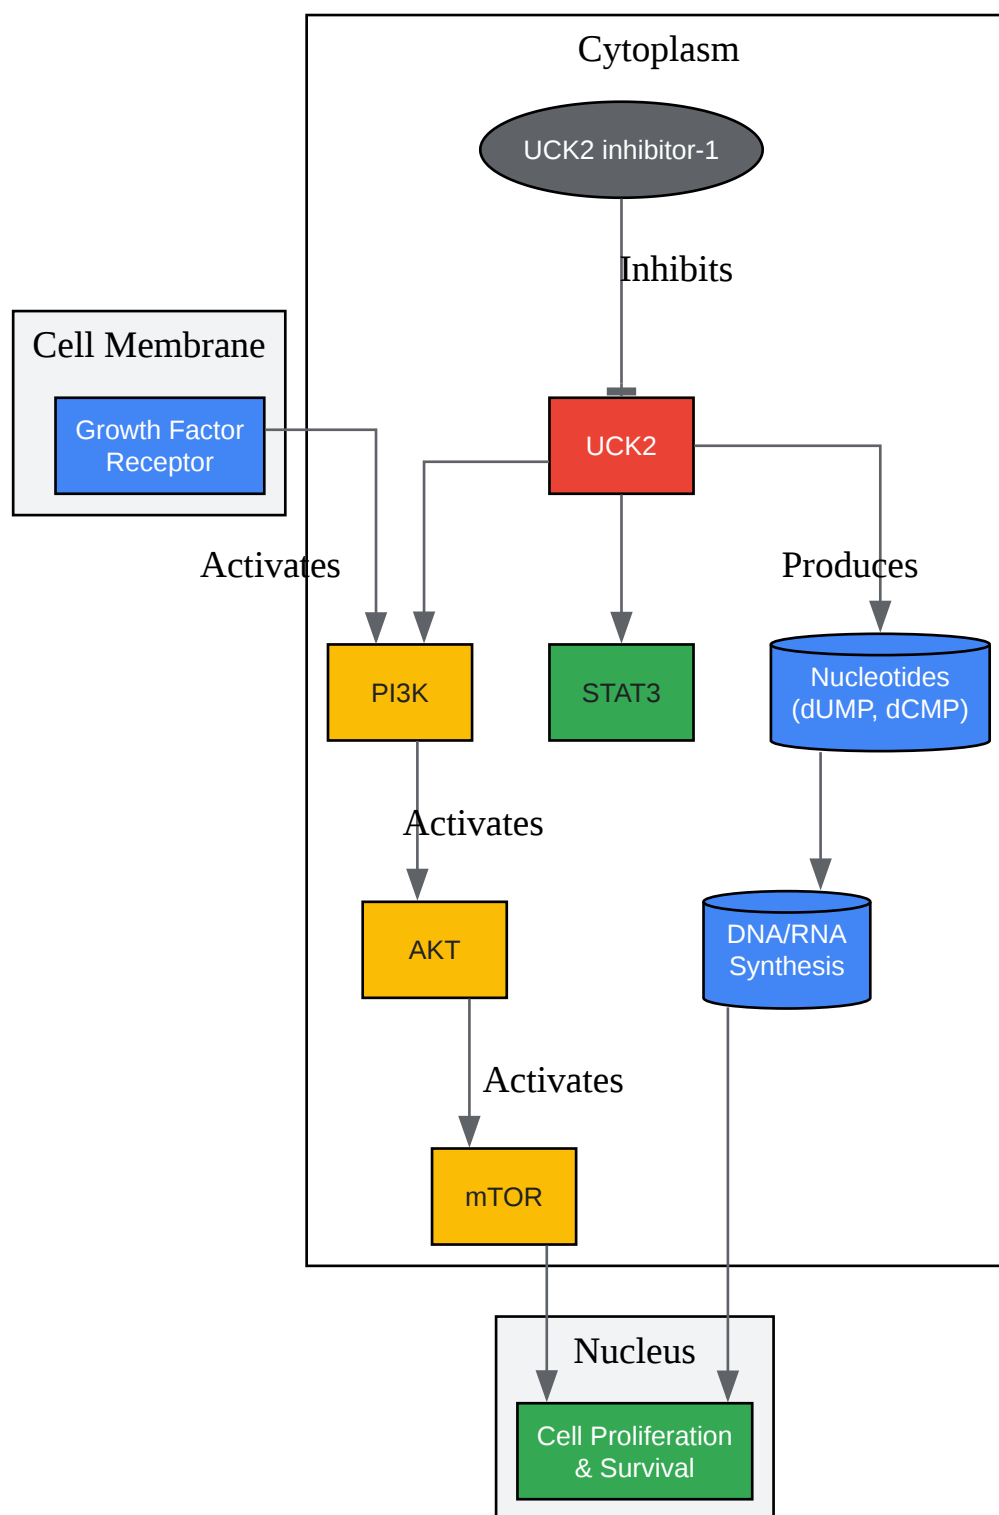 Cytoplasm
UCK2 inhibitor-1
Inhibits
Cell Membrane
Growth Factor
Receptor
UCK2
Activates
Produces
PI3K
STAT3
Nucleotides
(dUMP, dCMP)
Activates
AKT
DNA/RNA
Synthesis
Activates
mTOR
Nucleus
Cell Proliferation
& Survival